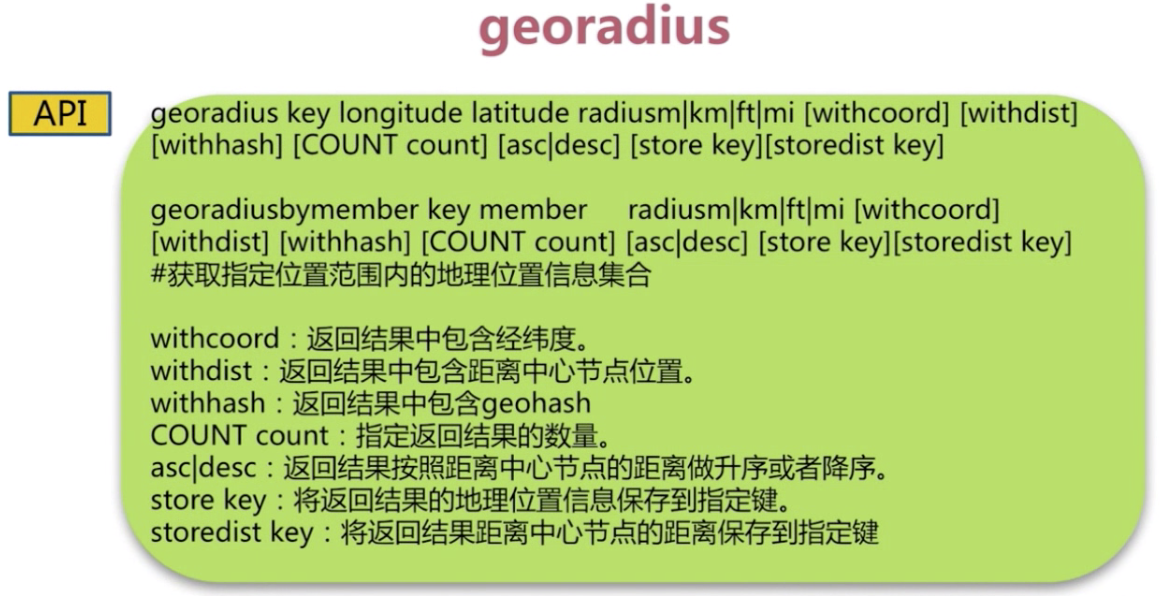 georadius
API
georadius key longitude latitude radiusm|km|ft|mi [withcoord] [withdist]
[withhash] [COUNT count] [asc|desc] [store key][storedist key]
georadiusbymember key member radiusm|km|ft|mi [withcoord]
[withdist] [withhash] [COUNT count] [asc|desc] [store key][storedist key]
#获取指定位置范围内的地理位置信息集合
withcoord：返回结果中包含经纬度。
withdist：返回结果中包含距离中心节点位置。
withhash：返回结果中包含geohash
COUNT count：指定返回结果的数量。
asc|desc：返回结果按照距离中心节点的距离做升序或者降序。
store key：将返回结果的地理位置信息保存到指定键。
storedist key：将返回结果距离中心节点的距离保存到指定键